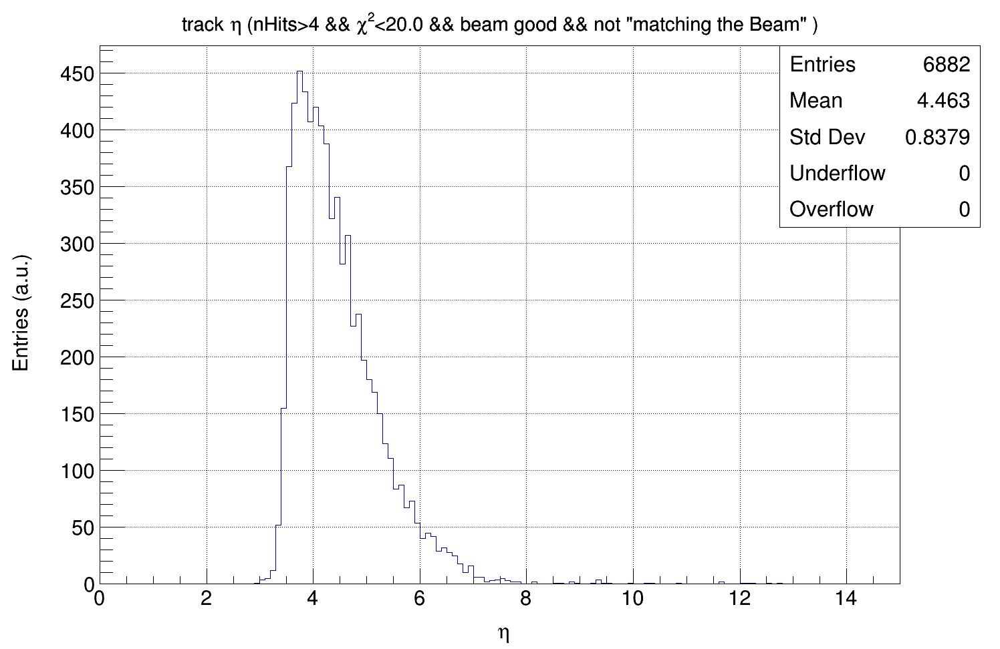 track η (nHits>4 && χ²<20.0 && beam good && not "matching the Beam" )
Entries 6882
Mean 4.463
Std Dev 0.8379
Underflow 0
Overflow 0
Entries (a.u.)
450
400
350
300
250
200
150
100
50
0
0 2 4 6 8 10 12 14
η